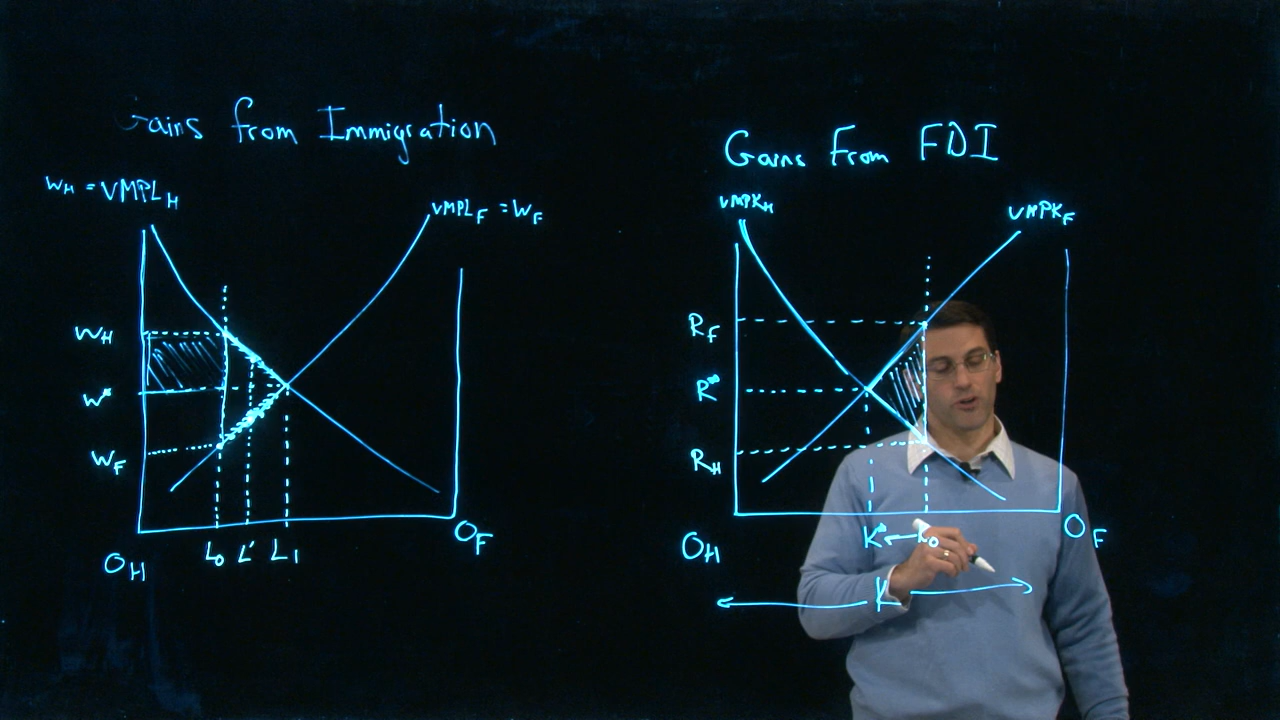 Gains from Immigration
W_H = VMPL_H
VMPL_F = W_F
W_H
W*
W_F
L_0 L' L_1
O_H
O_F
Gains From FDI
VMPK_H
VMPK_F
R_F
R*
R_H
K* ← K_0
O_H
O_F
K